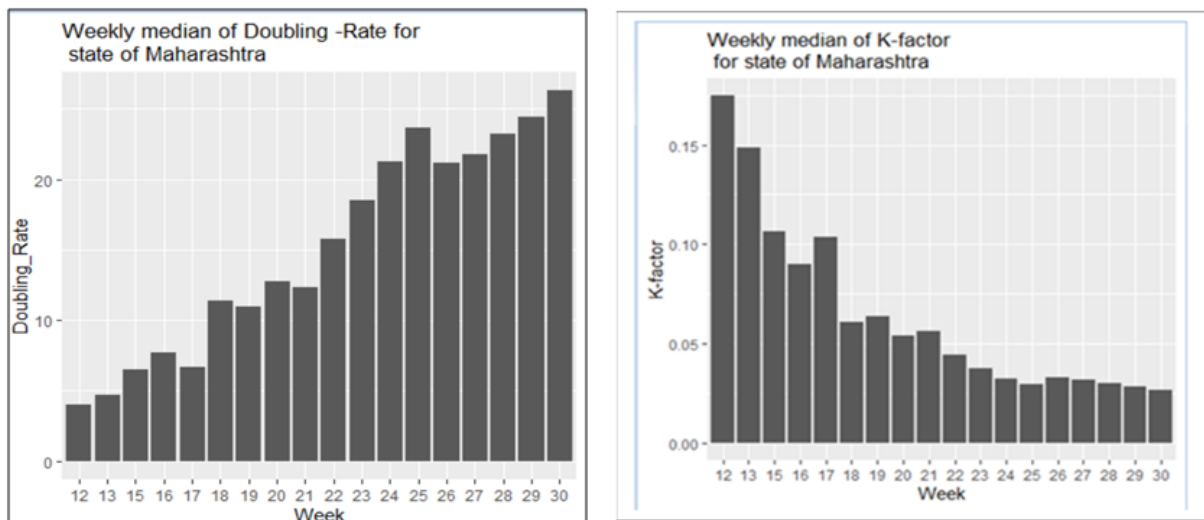 Weekly median of Doubling -Rate for
state of Maharashtra
Doubling_Rate
20
10
0
12 13 15 16 17 18 19 20 21 22 23 24 25 26 27 28 29 30
Week
Weekly median of K-factor
for state of Maharashtra
K-factor
0.15
0.10
0.05
0.00
12 13 15 16 17 18 19 20 21 22 23 24 25 26 27 28 29 30
Week